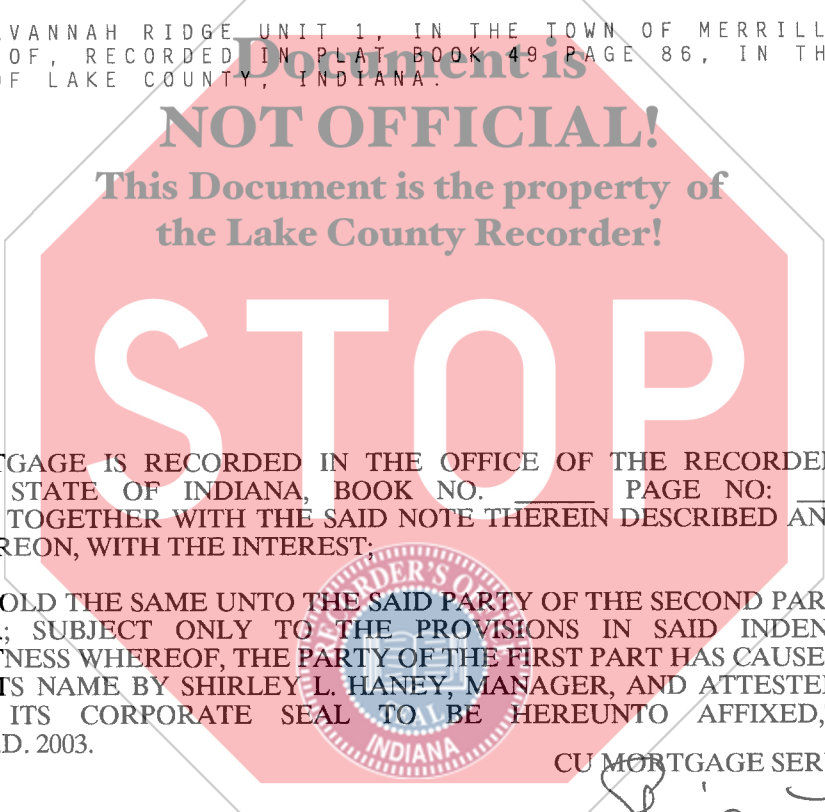 AVANNAH RIDGE UNIT 1, IN THE TOWN OF MERRILL
OF, RECORDED IN PLAT BOOK 49 PAGE 86, IN TH
OF LAKE COUNTY, INDIANA.
Document is
NOT OFFICIAL!
This Document is the property of
the Lake County Recorder!
STOP
TGAGE IS RECORDED IN THE OFFICE OF THE RECORDE
STATE OF INDIANA, BOOK NO. ______ PAGE NO: __
TOGETHER WITH THE SAID NOTE THEREIN DESCRIBED AN
REON, WITH THE INTEREST;
OLD THE SAME UNTO THE SAID PARTY OF THE SECOND PAR
.; SUBJECT ONLY TO THE PROVISIONS IN SAID INDEN
TNESS WHEREOF, THE PARTY OF THE FIRST PART HAS CAUSE
TS NAME BY SHIRLEY L. HANEY, MANAGER, AND ATTESTE
ITS CORPORATE SEAL TO BE HEREUNTO AFFIXED,
.D. 2003.
CU MORTGAGE SER
RECORDER'S OFFICE
SEAL
INDIANA